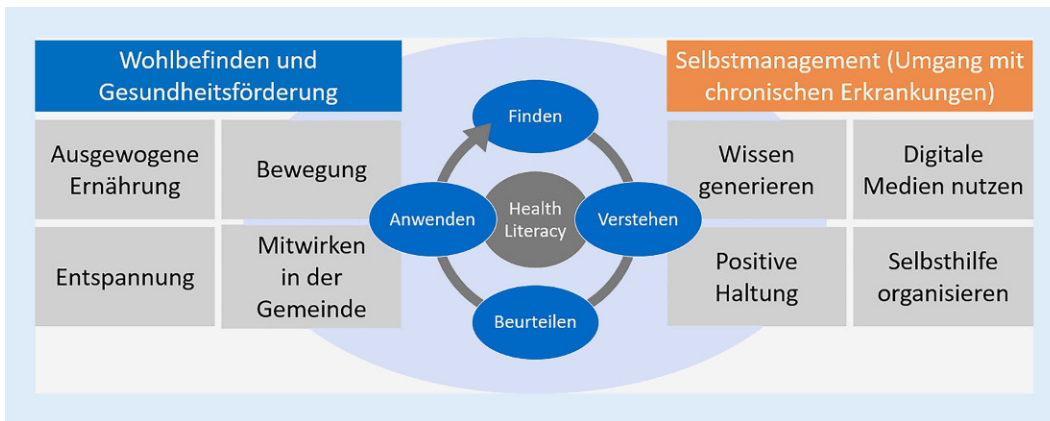 Wohlbefinden und
Gesundheitsförderung
Ausgewogene
Ernährung
Bewegung
Entspannung
Mitwirken
in der
Gemeinde
Finden
Anwenden
Health
Literacy
Verstehen
Beurteilen
Selbstmanagement (Umgang mit
chronischen Erkrankungen)
Wissen
generieren
Digitale
Medien nutzen
Positive
Haltung
Selbsthilfe
organisieren